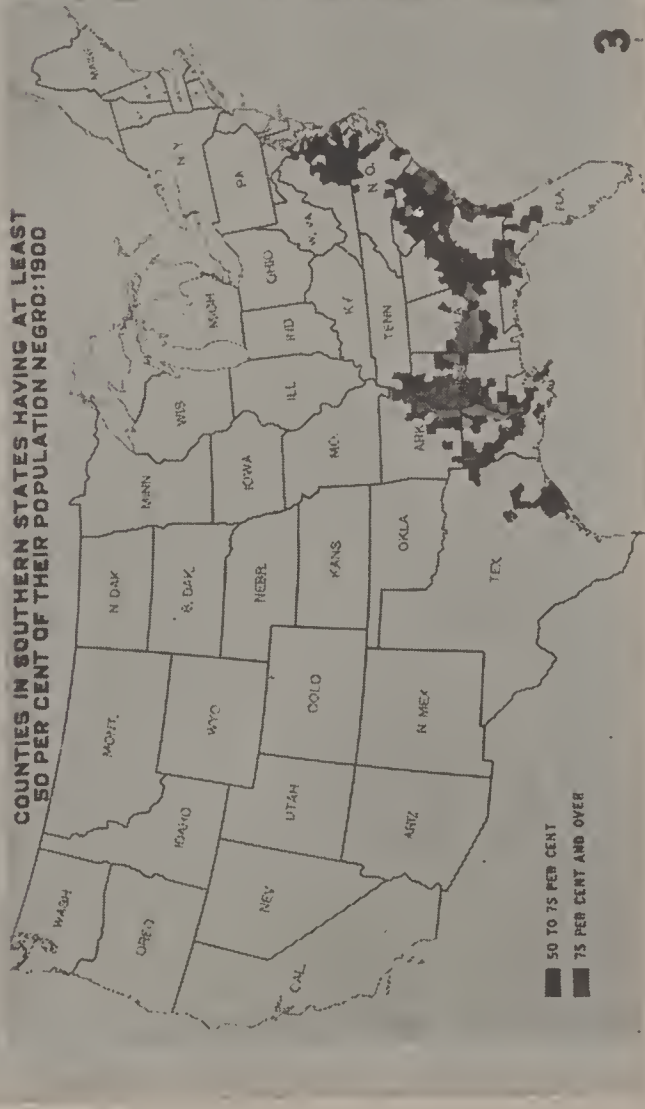 COUNTIES IN SOUTHERN STATES HAVING AT LEAST
50 PER CENT OF THEIR POPULATION NEGRO:1900
WASH
OREG
CAL.
NEV
IDAHO
MONT.
WYO
UTAH
ARIZ
COLO
N MEX
N DAK
S. DAK.
NEBR.
KANS
OKLA
TEX
MINN
IOWA
MO.
ARK
WIS
ILL
MICH
IND
OHIO
KY
TENN
W. VA
PA
N Y
FLA
50 TO 75 PER CENT
75 PER CENT AND OVER
3